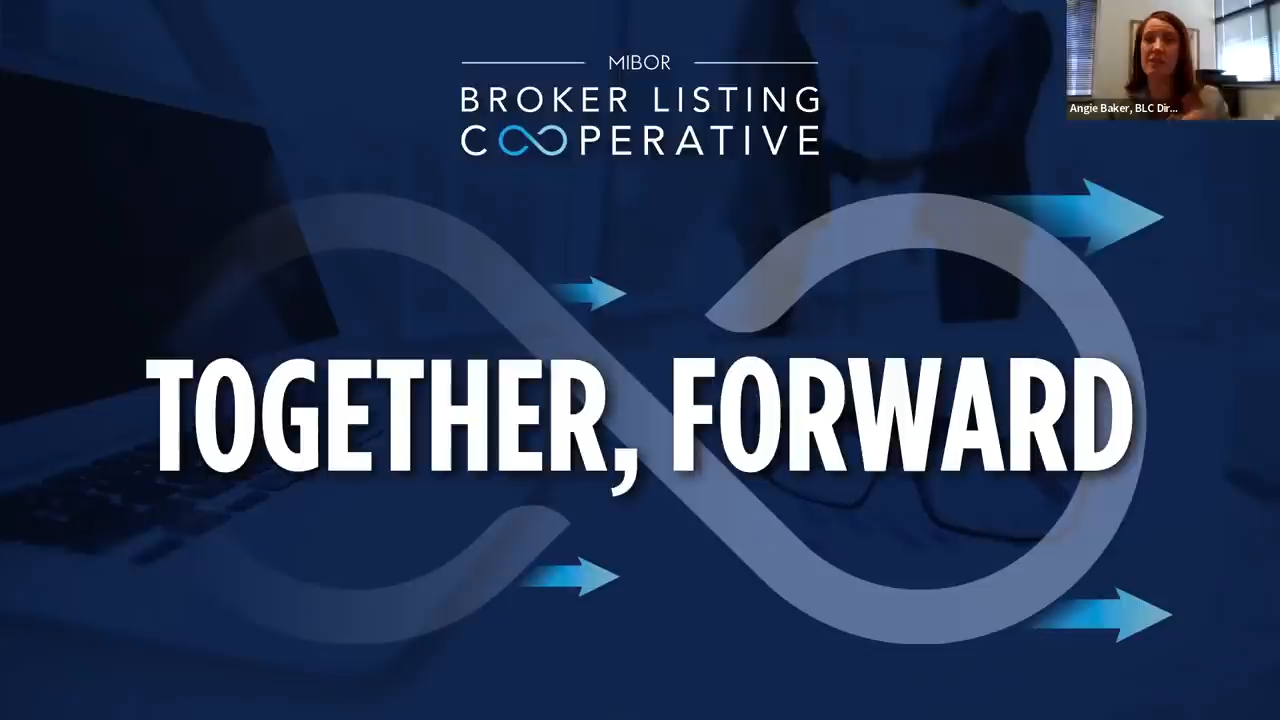 MIBOR
BROKER LISTING
COOPERATIVE
Angie Baker, BLC Dir...
TOGETHER, FORWARD